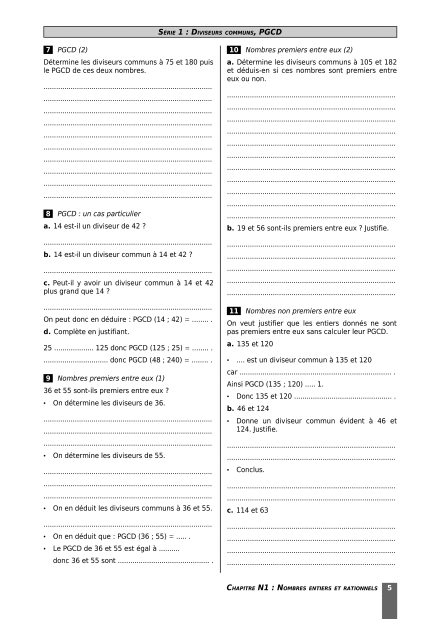 SÉRIE 1 : DIVISEURS COMMUNS, PGCD
7 PGCD (2)
Détermine les diviseurs communs à 75 et 180 puis
le PGCD de ces deux nombres.
8 PGCD : un cas particulier
a. 14 est-il un diviseur de 42 ?
b. 14 est-il un diviseur commun à 14 et 42 ?
c. Peut-il y avoir un diviseur commun à 14 et 42
plus grand que 14 ?
On peut donc en déduire : PGCD (14 ; 42) = ........ .
d. Complète en justifiant.
25 ................... 125 donc PGCD (125 ; 25) = ........ .
............................... donc PGCD (48 ; 240) = ........ .
9 Nombres premiers entre eux (1)
36 et 55 sont-ils premiers entre eux ?
• On détermine les diviseurs de 36.
• On détermine les diviseurs de 55.
• On en déduit les diviseurs communs à 36 et 55.
• On en déduit que : PGCD (36 ; 55) = ..... .
• Le PGCD de 36 et 55 est égal à ..........
donc 36 et 55 sont ............................................ .
10 Nombres premiers entre eux (2)
a. Détermine les diviseurs communs à 105 et 182
et déduis-en si ces nombres sont premiers entre
eux ou non.
b. 19 et 56 sont-ils premiers entre eux ? Justifie.
11 Nombres non premiers entre eux
On veut justifier que les entiers donnés ne sont
pas premiers entre eux sans calculer leur PGCD.
a. 135 et 120
• .... est un diviseur commun à 135 et 120
car ......................................................................... .
Ainsi PGCD (135 ; 120) ..... 1.
• Donc 135 et 120 ............................................... .
b. 46 et 124
• Donne un diviseur commun évident à 46 et
124. Justifie.
• Conclus.
c. 114 et 63
CHAPITRE N1 : NOMBRES ENTIERS ET RATIONNELS 5